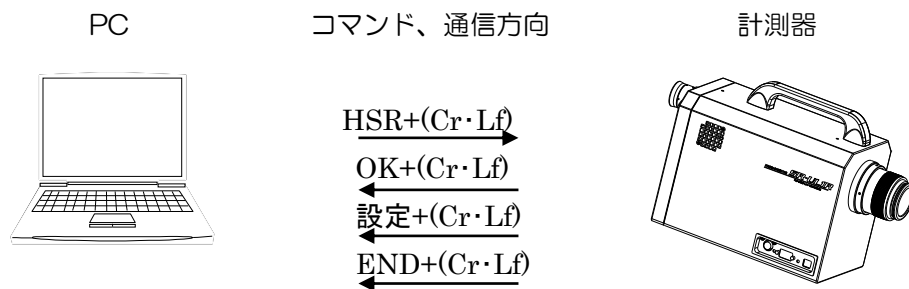 PC
コマンド、通信方向
計測器
HSR+(Cr･Lf)
OK+(Cr･Lf)
設定+(Cr･Lf)
END+(Cr･Lf)